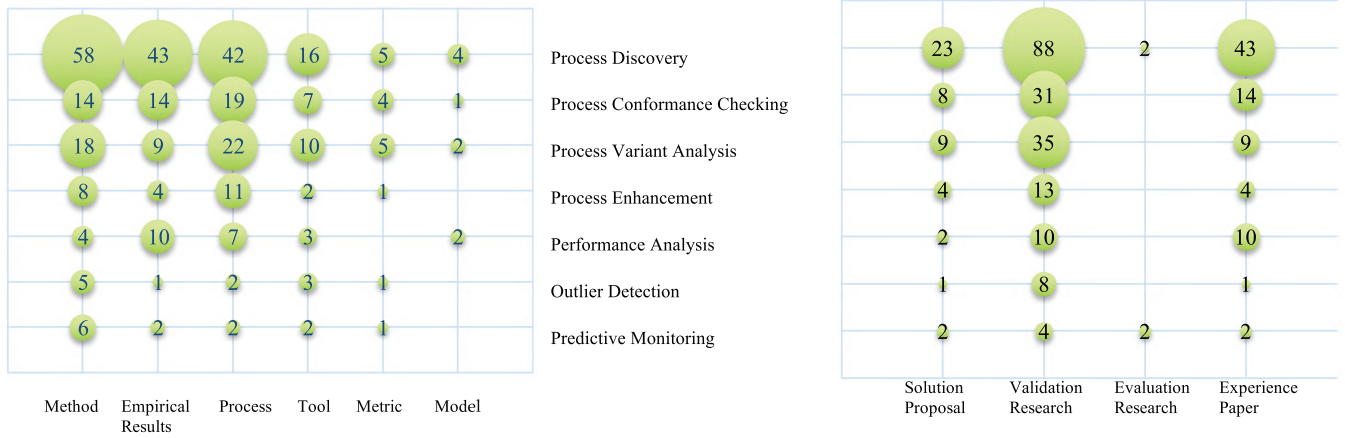 58 43 42 16 5 4 Process Discovery 23 88 2 43
14 14 19 7 4 1 Process Conformance Checking 8 31 14
18 9 22 10 5 2 Process Variant Analysis 9 35 9
8 4 11 2 1 Process Enhancement 4 13 4
4 10 7 3 2 Performance Analysis 2 10 10
5 1 2 3 1 Outlier Detection 1 8 1
6 2 2 2 1 Predictive Monitoring 2 4 2 2
Method Empirical Process Tool Metric Model
Results
Solution Validation Evaluation Experience
Proposal Research Research Paper